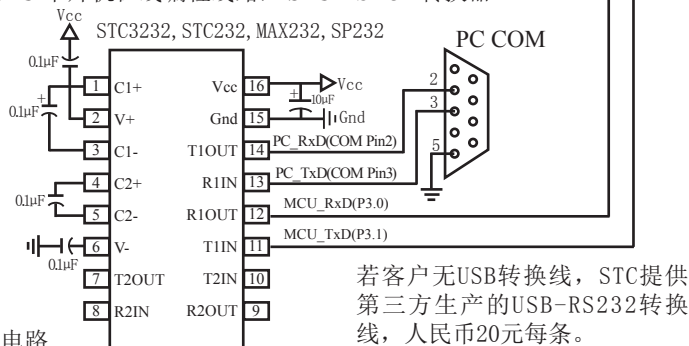 Vcc
STC3232,STC232,MAX232,SP232
PC COM
0.1μF
0.1μF
1 C1+ Vcc 16 Vcc
10μF
2 V+ Gnd 15 Gnd
3 C1- T1OUT 14 PC_RxD(COM Pin2)
4 C2+ R1IN 13 PC_TxD(COM Pin3)
0.1μF
5 C2- R1OUT 12 MCU_RxD(P3.0)
6 V- T1IN 11 MCU_TxD(P3.1)
0.1μF
7 T2OUT T2IN 10
8 R2IN R2OUT 9
2
3
5
若客户无USB转换线，STC提供
第三方生产的USB-RS232转换
线，人民币20元每条。
电路